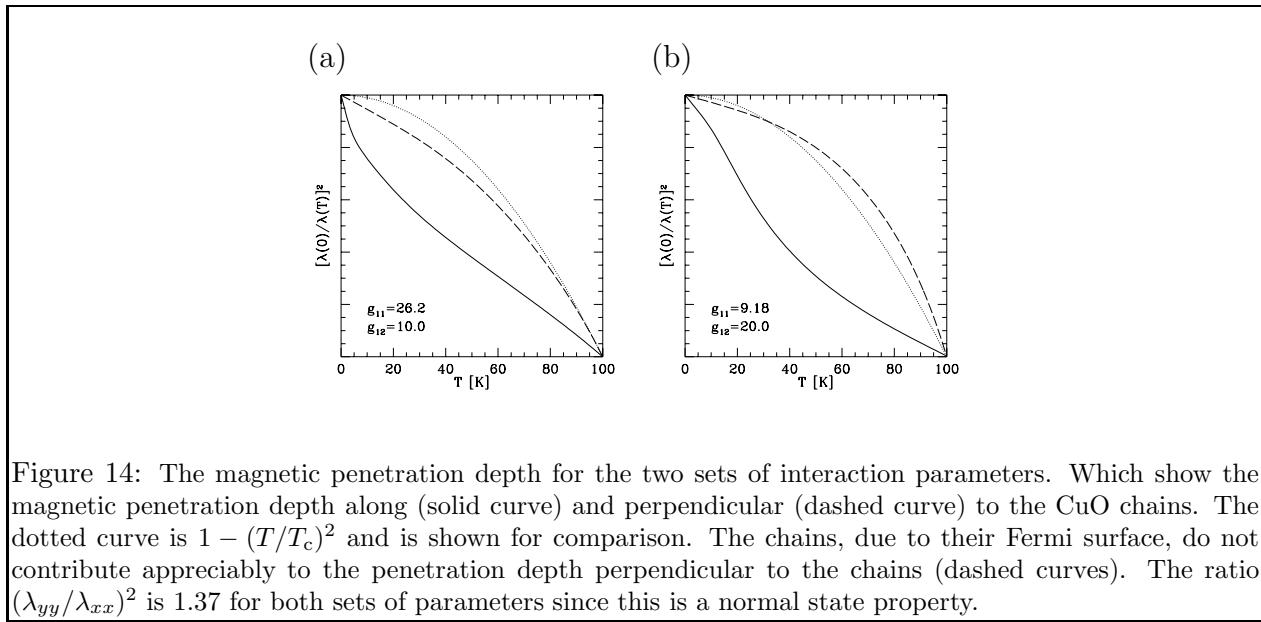 (a)
(b)
[λ(0)/λ(T)]²
g₁₁=26.2
g₁₂=10.0
0 20 40 60 80 100
T [K]
[λ(0)/λ(T)]²
g₁₁=9.18
g₁₂=20.0
0 20 40 60 80 100
T [K]
Figure 14: The magnetic penetration depth for the two sets of interaction parameters. Which show the
magnetic penetration depth along (solid curve) and perpendicular (dashed curve) to the CuO chains. The
dotted curve is 1 − (T/T_c)² and is shown for comparison. The chains, due to their Fermi surface, do not
contribute appreciably to the penetration depth perpendicular to the chains (dashed curves). The ratio
(λ_yy/λ_xx)² is 1.37 for both sets of parameters since this is a normal state property.